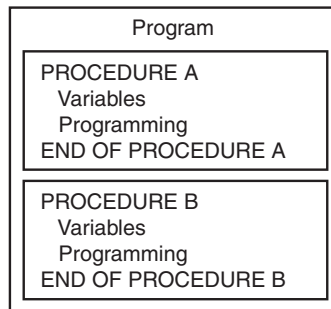 Program
PROCEDURE A
Variables
Programming
END OF PROCEDURE A
PROCEDURE B
Variables
Programming
END OF PROCEDURE B